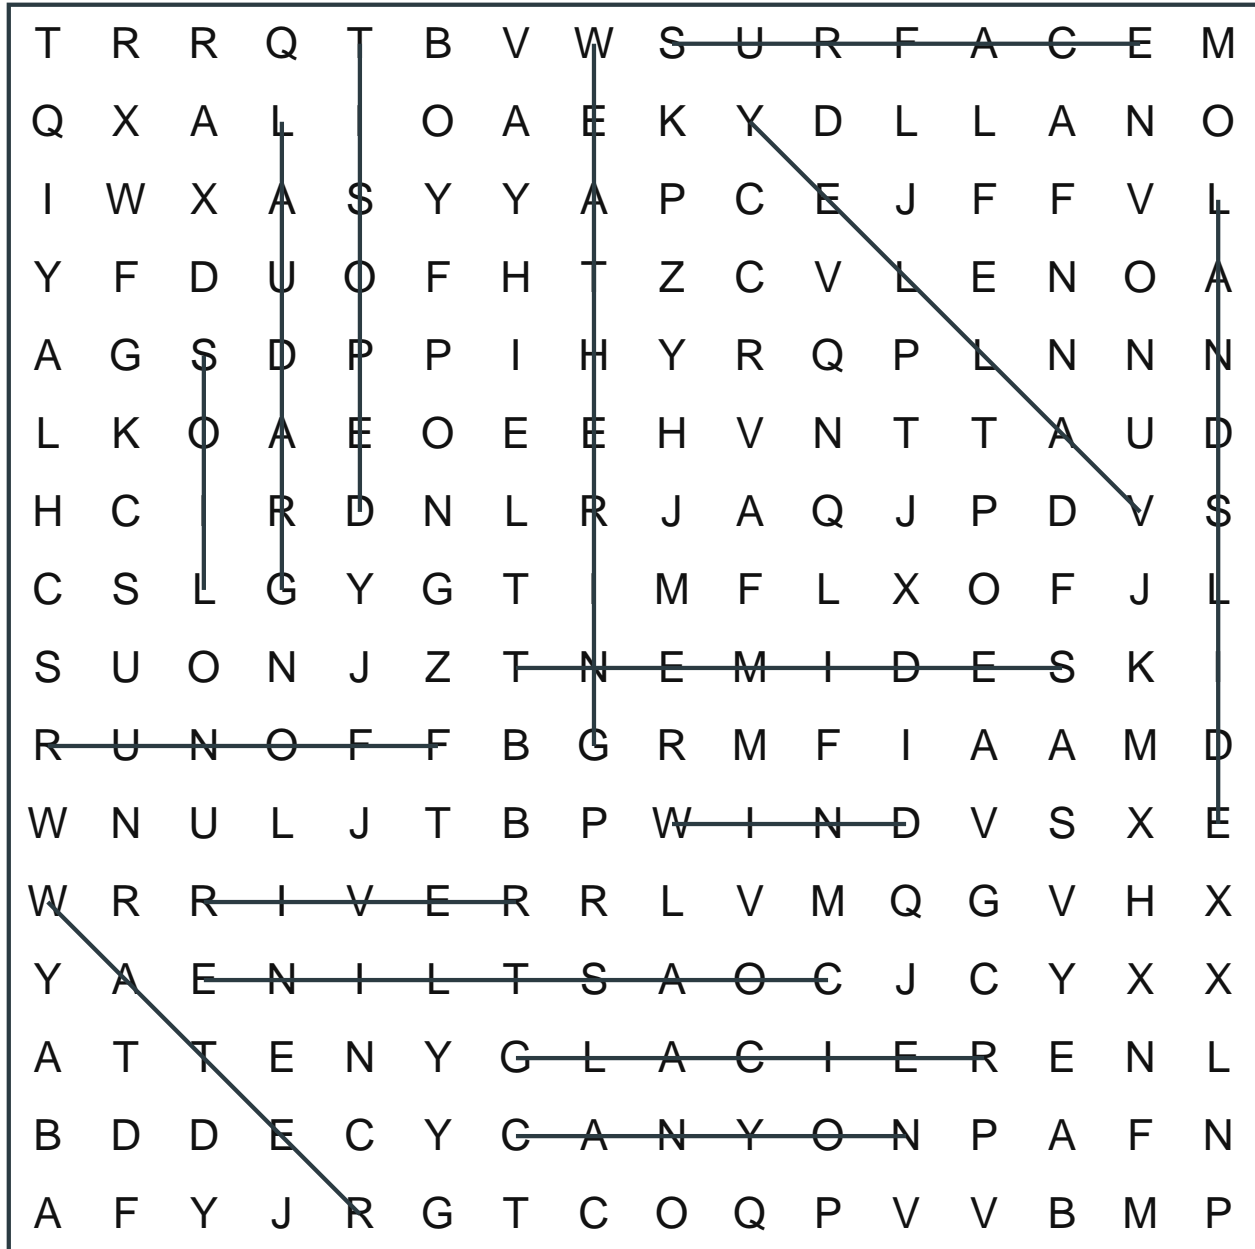 T R R Q T B V W S U R F A C E M
Q X A L I O A E K Y D L L A N O
I W X A S Y Y A P C E J F F V L
Y F D U O F H T Z C V L E N O A
A G S D P P I H Y R Q P L N N N
L K O A E O E E H V N T T A U D
H C I R D N L R J A Q J P D V S
C S L G Y G T I M F L X O F J L
S U O N J Z T N E M I D E S K I
R U N O F F B G R M F I A A M D
W N U L J T B P W I N D V S X E
W R R I V E R R L V M Q G V H X
Y A E N I L T S A O C J C Y X X
A T T E N Y G L A C I E R E N L
B D D E C Y C A N Y O N P A F N
A F Y J R G T C O Q P V V B M P